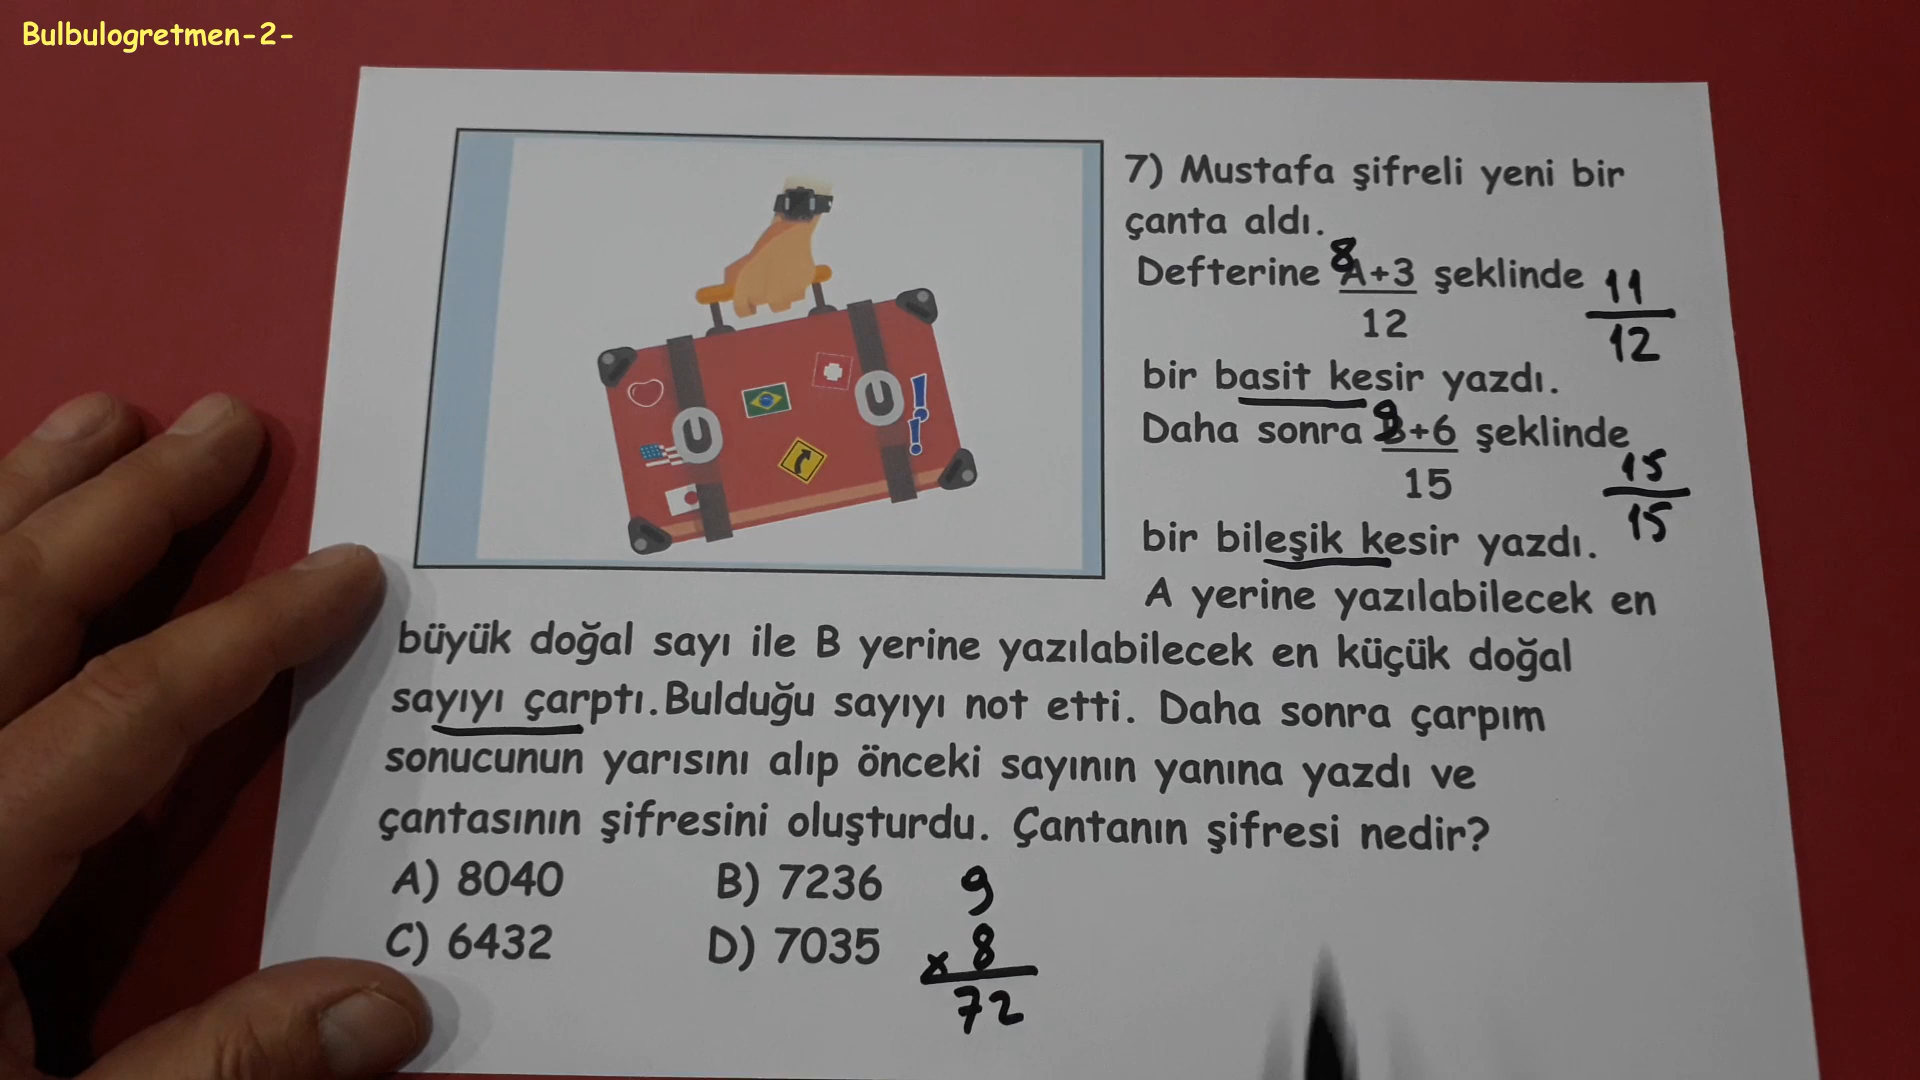 Bulbulogretmen-2-
7) Mustafa şifreli yeni bir
çanta aldı.
8
Defterine A+3 şeklinde
12
11
12
bir basit kesir yazdı.
9
Daha sonra B+6 şeklinde
15
15
15
bir bileşik kesir yazdı.
A yerine yazılabilecek en
büyük doğal sayı ile B yerine yazılabilecek en küçük doğal
sayıyı çarptı. Bulduğu sayıyı not etti. Daha sonra çarpım
sonucunun yarısını alıp önceki sayının yanına yazdı ve
çantasının şifresini oluşturdu. Çantanın şifresi nedir?
A) 8040 B) 7236
C) 6432 D) 7035
9
x 8
72